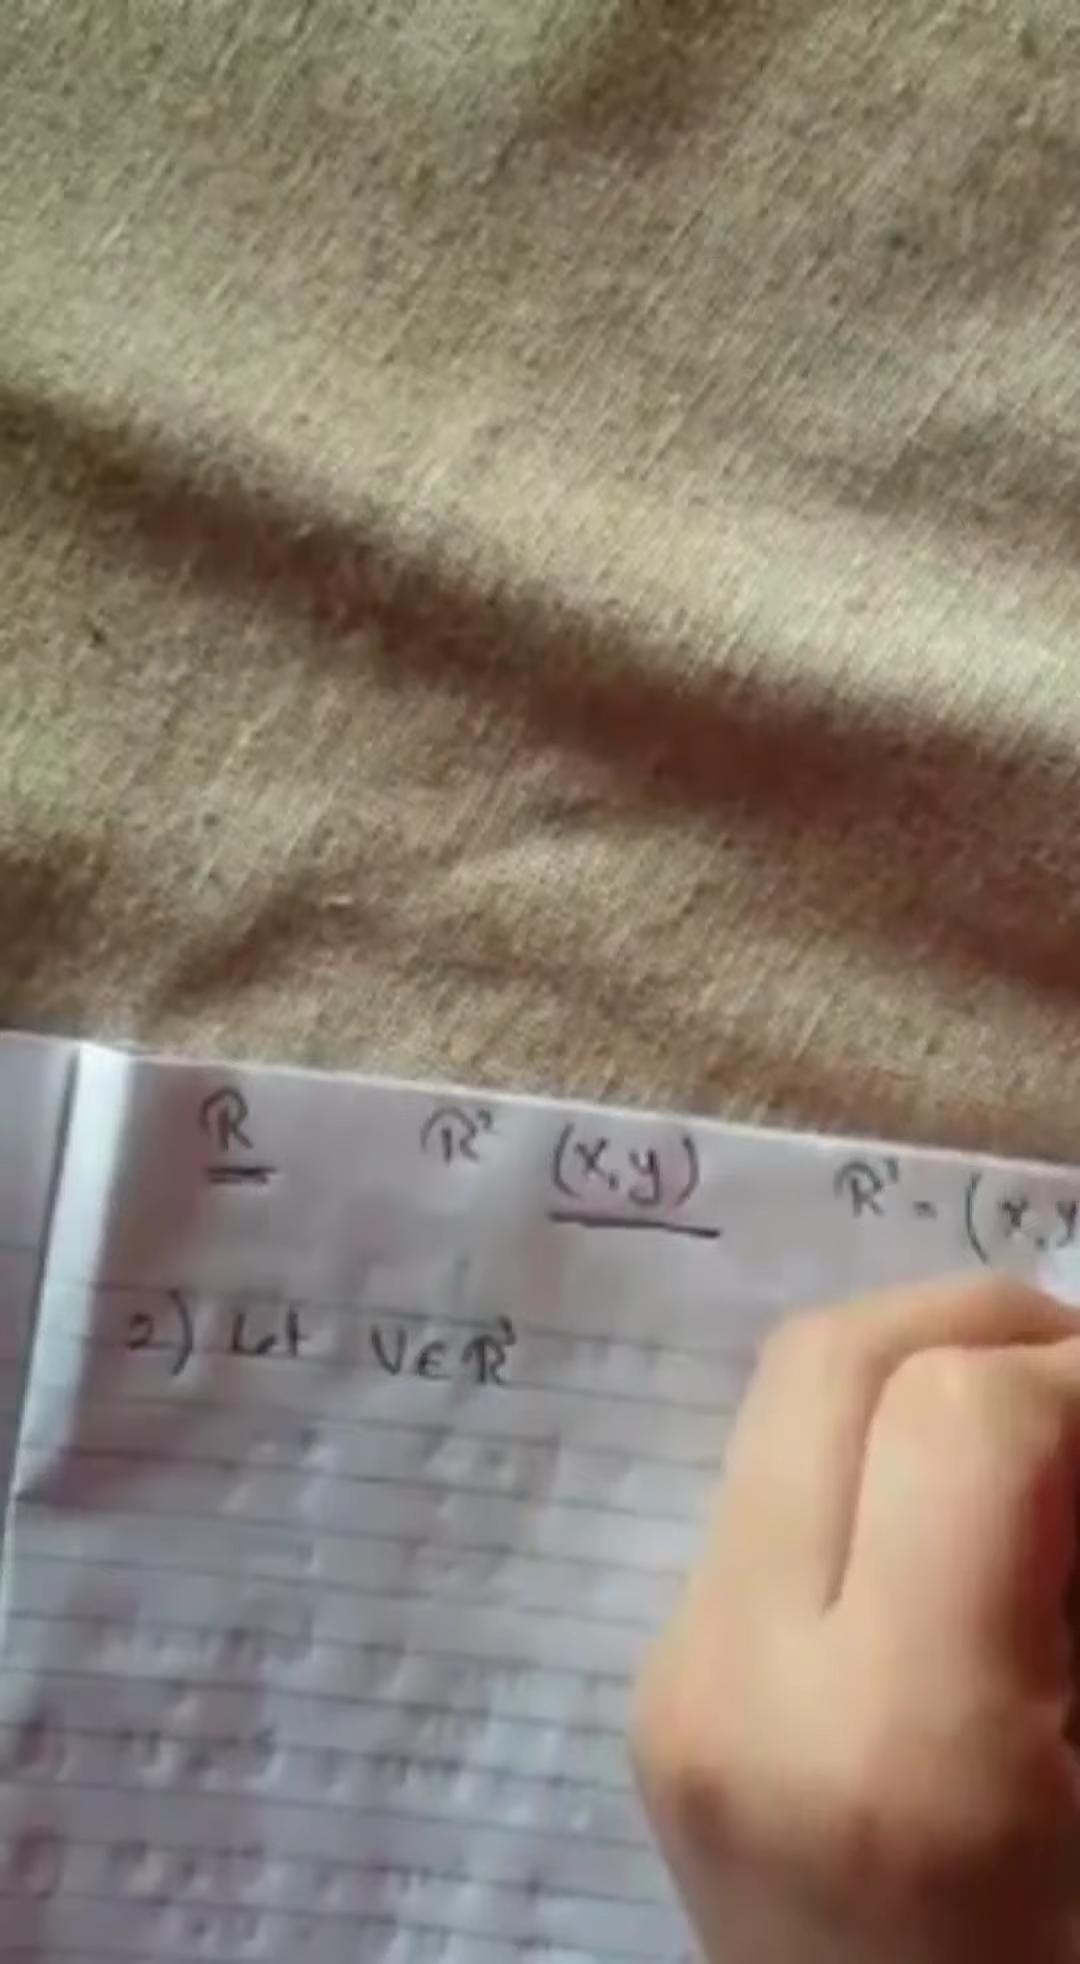 ℝ ℝ² (x,y) ℝ³ = (x,y
2) Let V∈ℝ³